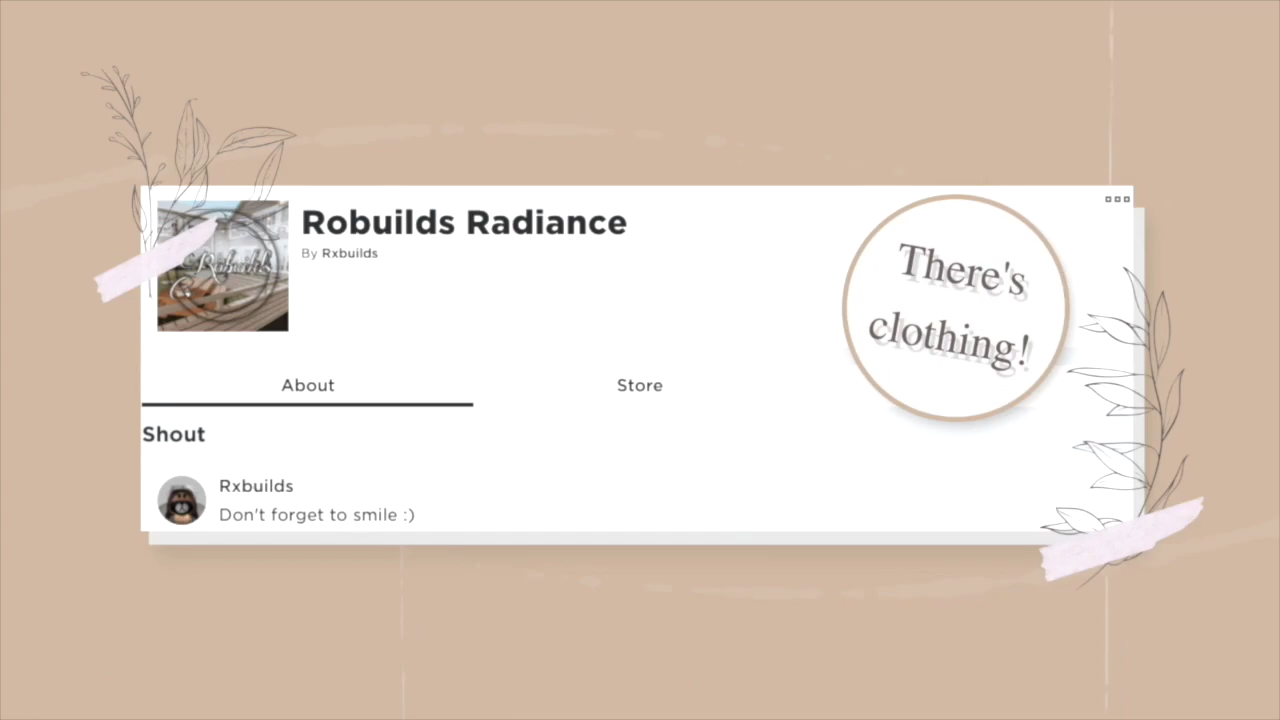 Robuilds Radiance
By Rxbuilds
There's
clothing!
About
Store
Shout
Rxbuilds
Don't forget to smile :)